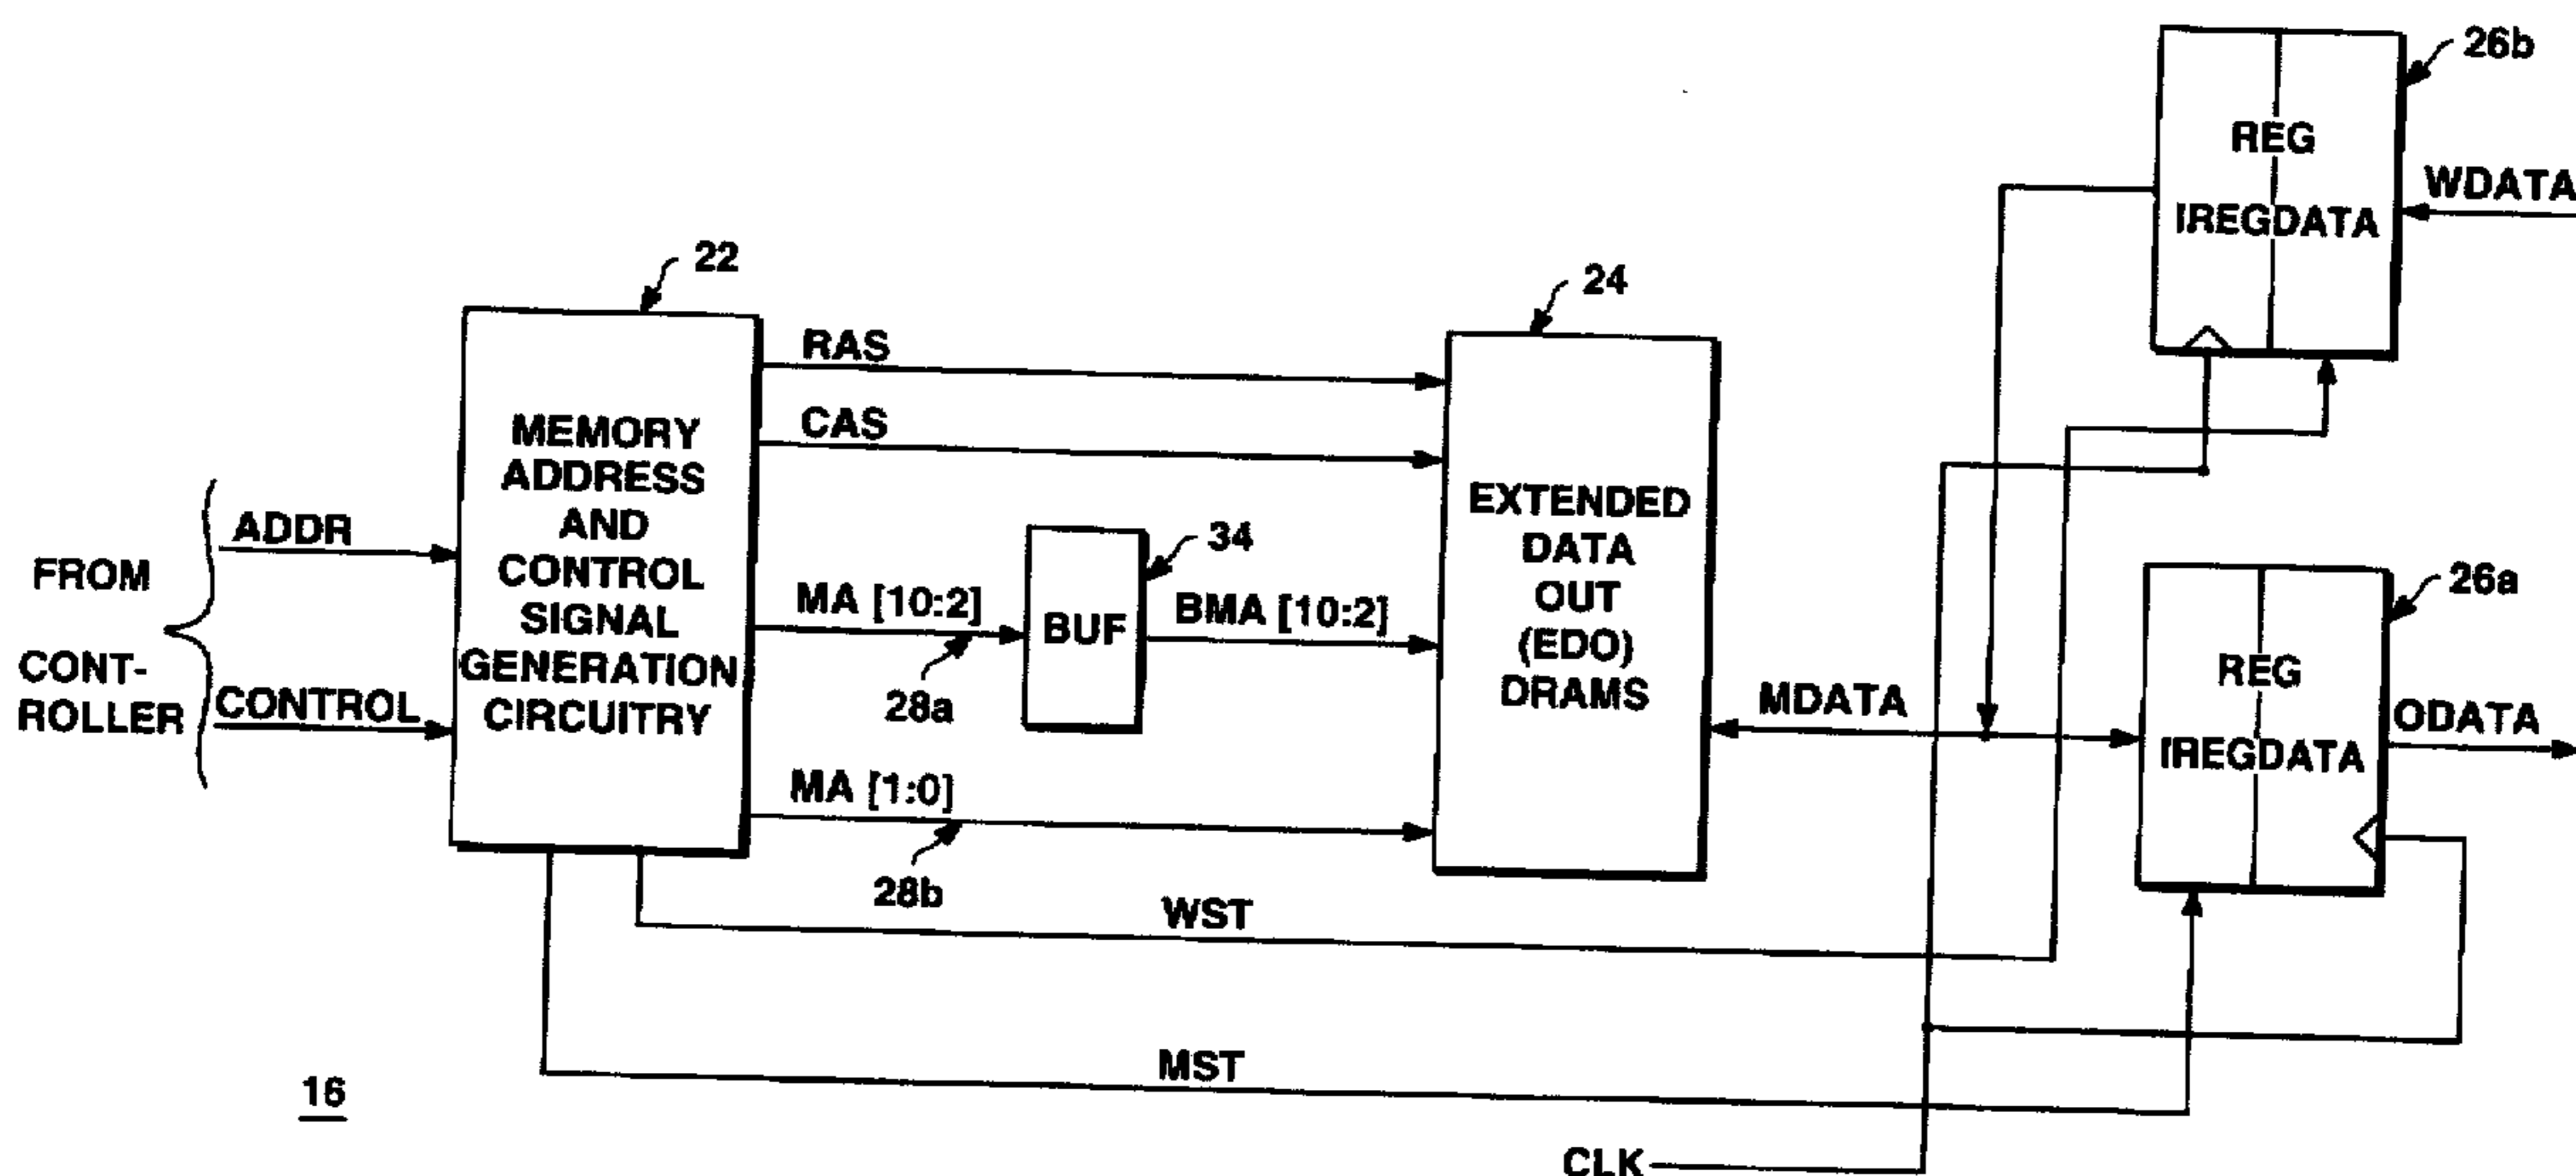 26b
REG
IREGDATA
WDATA
22
24
RAS
CAS
MEMORY
ADDRESS
AND
CONTROL
SIGNAL
GENERATION
CIRCUITRY
FROM
CONT-
ROLLER
ADDR
CONTROL
MA [10:2]
28a
34
BUF
BMA [10:2]
MA [1:0]
28b
EXTENDED
DATA
OUT
(EDO)
DRAMS
MDATA
26a
REG
IREGDATA
ODATA
WST
MST
16
CLK